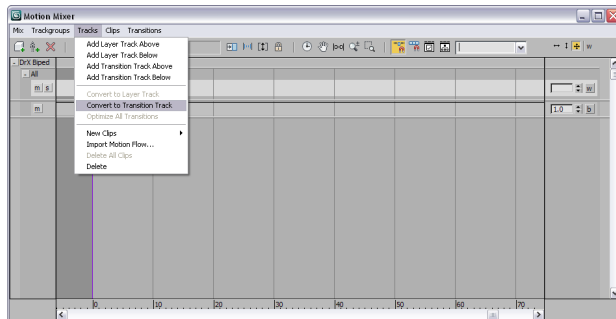 Motion Mixer
Mix Trackgroups Tracks Clips Transitions
Add Layer Track Above
Add Layer Track Below
Add Transition Track Above
Add Transition Track Below
Convert to Layer Track
Convert to Transition Track
Optimize All Transitions
New Clips
Import Motion Flow...
Delete All Clips
Delete
- DrX Biped
- All
m s
w
m
1.0 b
w
0 10 20 30 40 50 60 70